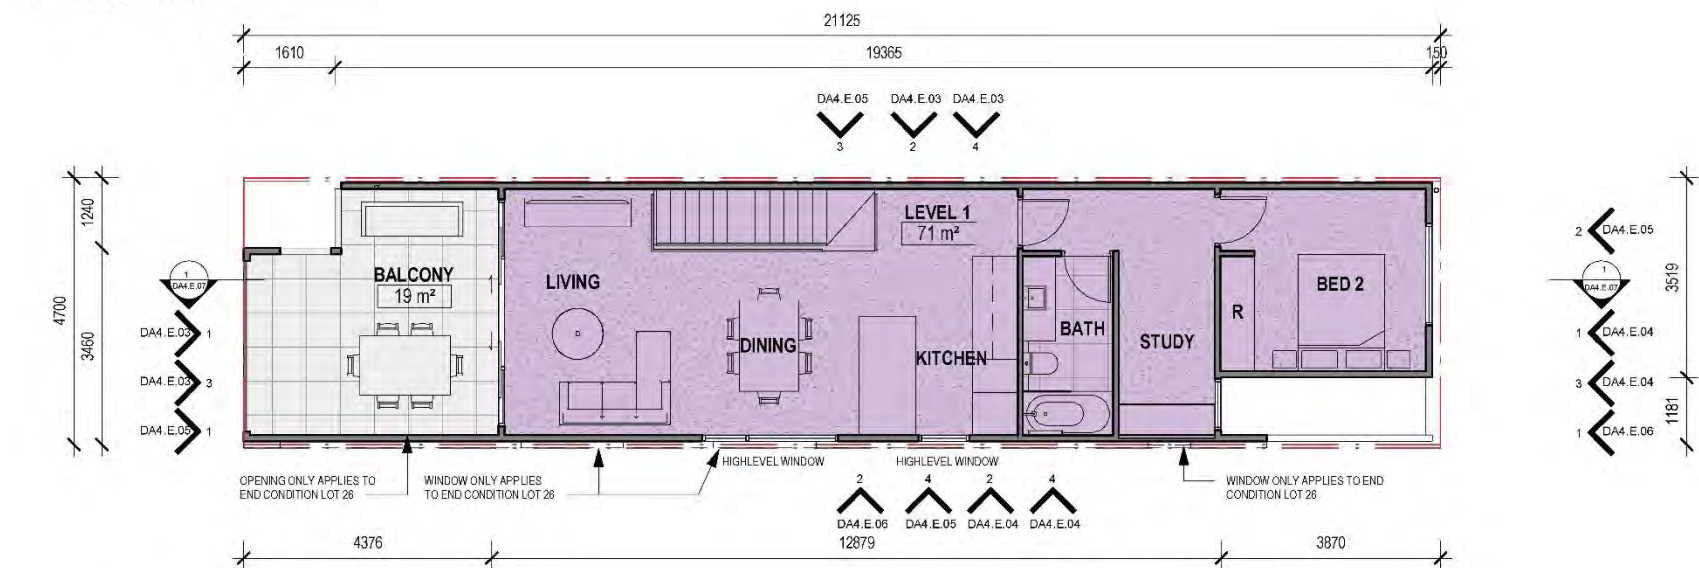 21125
1610
19365
150
DA4.E.05
DA4.E.03
DA4.E.03
3
2
4
4700
1240
3460
LEVEL 1
71 m²
BALCONY
19 m²
LIVING
DINING
KITCHEN
BATH
STUDY
R
BED 2
1
DA4.E.07
DA4.E.03
1
DA4.E.03
3
DA4.E.05
1
2
DA4.E.05
1
DA4.E.07
1
DA4.E.04
3
DA4.E.04
1
DA4.E.06
3519
1181
OPENING ONLY APPLIES TO
END CONDITION LOT 26
WINDOW ONLY APPLIES
TO END CONDITION LOT 26
HIGHLEVEL WINDOW
HIGHLEVEL WINDOW
WINDOW ONLY APPLIES TO END
CONDITION LOT 26
2
4
2
4
DA4.E.06
DA4.E.05
DA4.E.04
DA4.E.04
4376
12879
3870